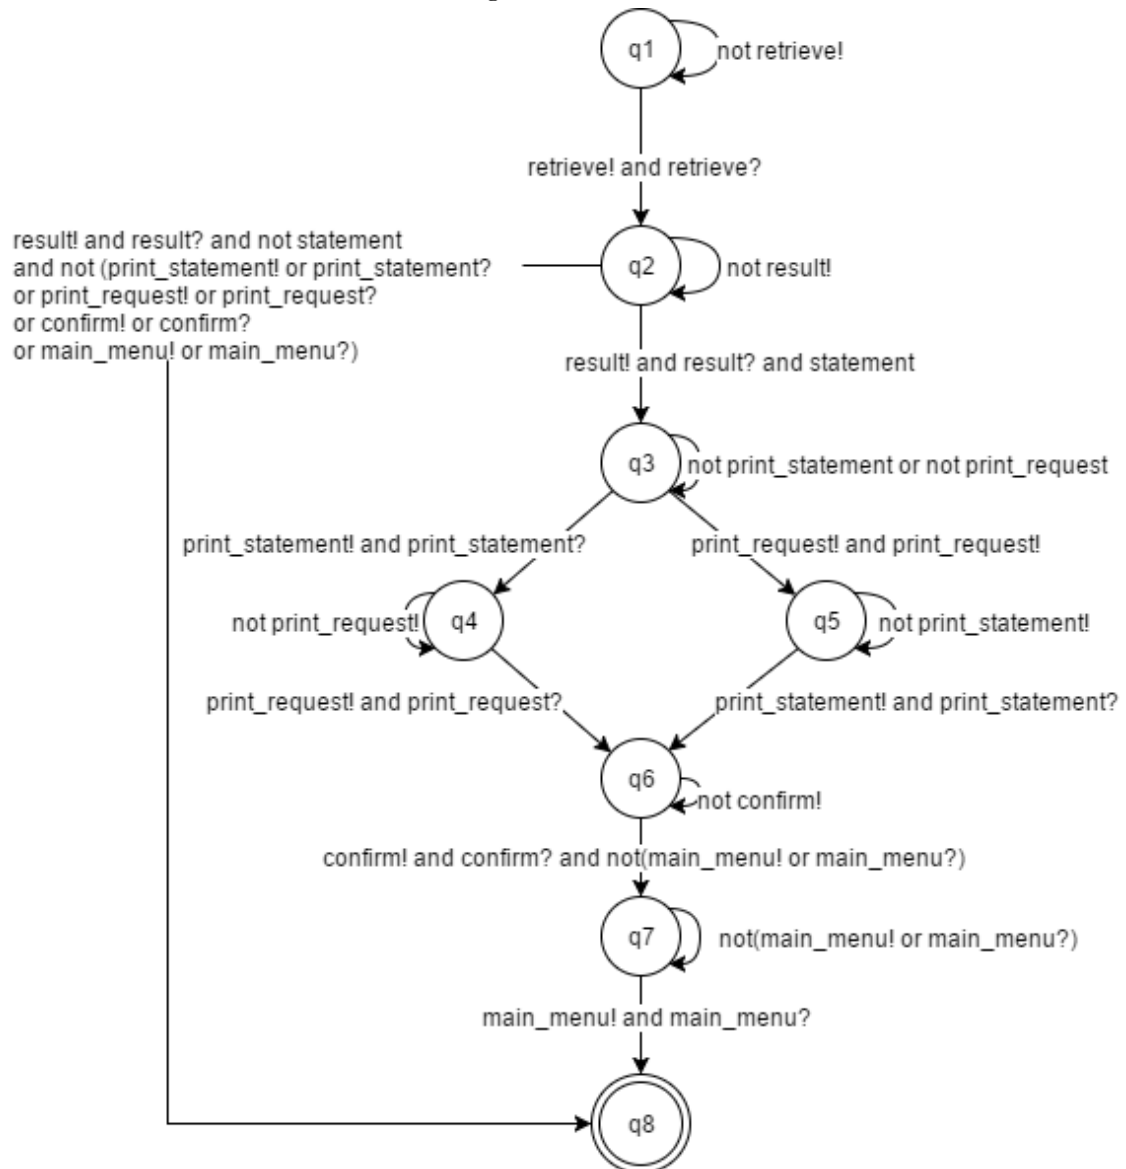 q1
not retrieve!
retrieve! and retrieve?
result! and result? and not statement
and not (print_statement! or print_statement?
or print_request! or print_request?
or confirm! or confirm?
or main_menu! or main_menu?)
q2
not result!
result! and result? and statement
q3
not print_statement or not print_request
print_statement! and print_statement?
print_request! and print_request!
not print_request!
q4
q5
not print_statement!
print_request! and print_request?
print_statement! and print_statement?
q6
not confirm!
confirm! and confirm? and not(main_menu! or main_menu?)
q7
not(main_menu! or main_menu?)
main_menu! and main_menu?
q8